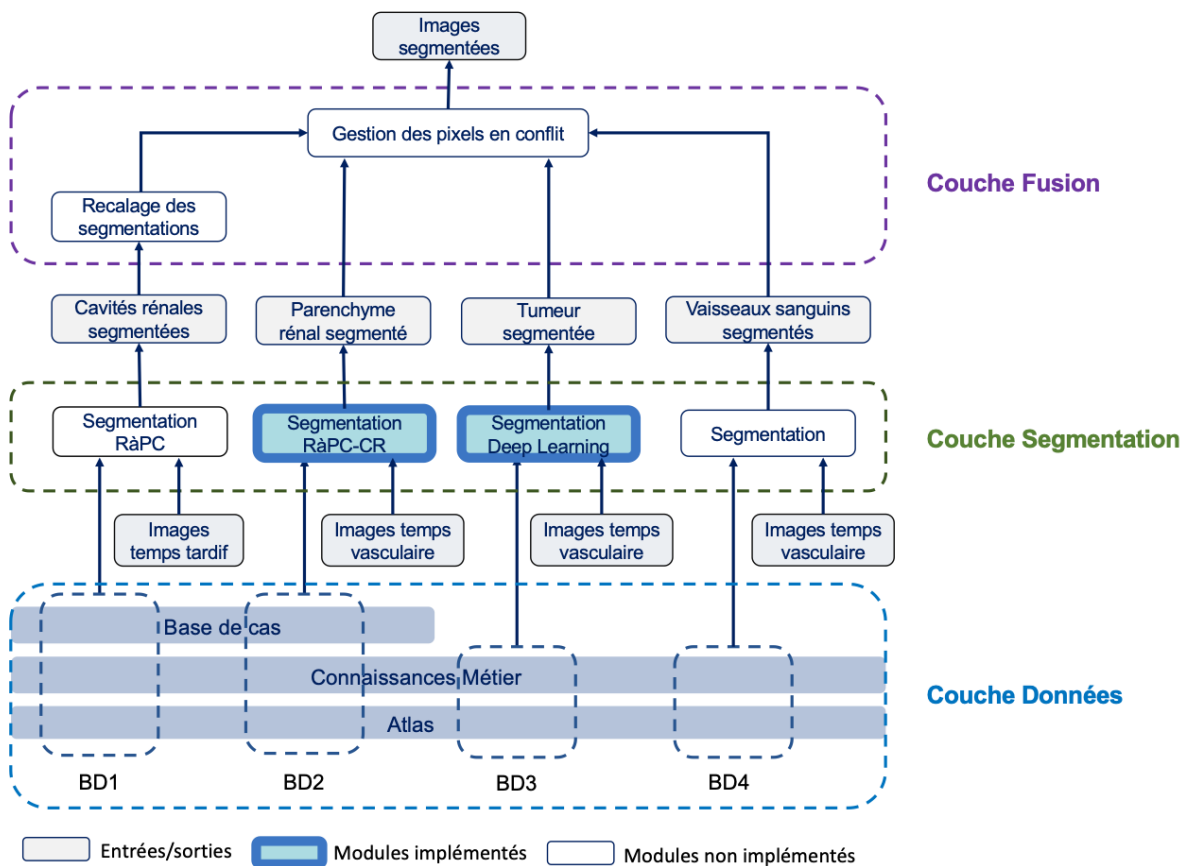 Images
segmentées
Gestion des pixels en conflit
Couche Fusion
Recalage des
segmentations
Cavités rénales
segmentées
Parenchyme
rénal segmenté
Tumeur
segmentée
Vaisseaux sanguins
segmentés
Segmentation
RàPC
Segmentation
RàPC-CR
Segmentation
Deep Learning
Segmentation
Couche Segmentation
Images
temps tardif
Images temps
vasculaire
Images temps
vasculaire
Images temps
vasculaire
Base de cas
Connaissances Métier
Couche Données
Atlas
BD1
BD2
BD3
BD4
Entrées/sorties
Modules implémentés
Modules non implémentés